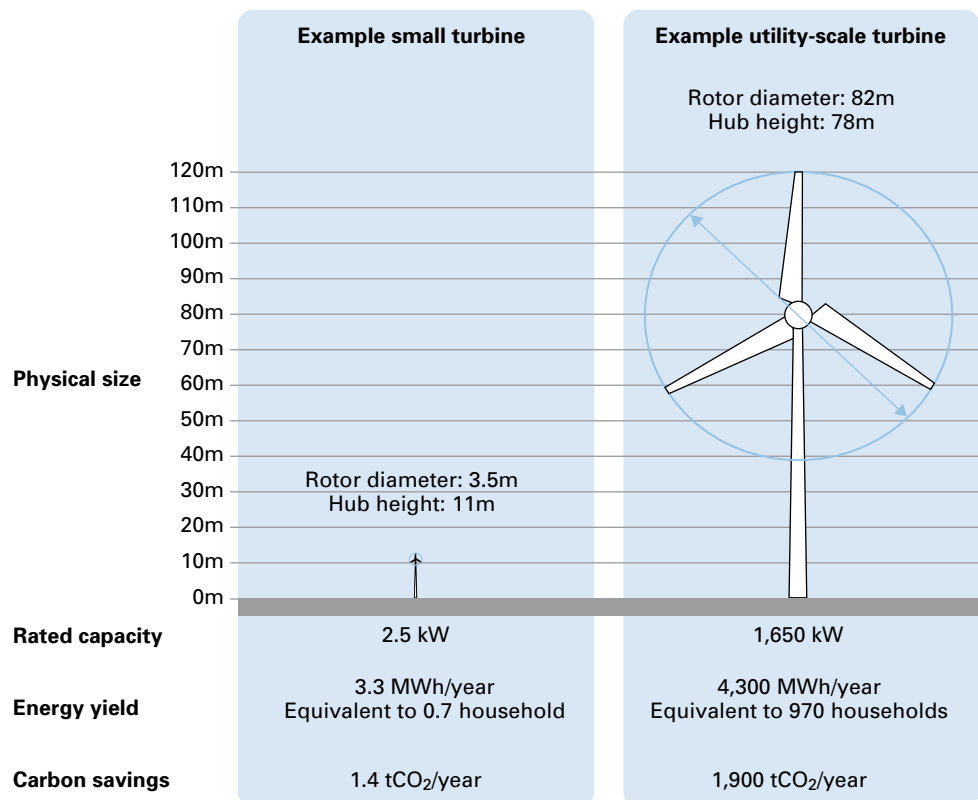 Example small turbine
Example utility-scale turbine
Rotor diameter: 82m
Hub height: 78m
120m
110m
100m
90m
80m
70m
Physical size
60m
50m
40m
Rotor diameter: 3.5m
30m
Hub height: 11m
20m
10m
0m
Rated capacity
2.5 kW
1,650 kW
Energy yield
3.3 MWh/year
Equivalent to 0.7 household
4,300 MWh/year
Equivalent to 970 households
Carbon savings
1.4 tCO₂/year
1,900 tCO₂/year